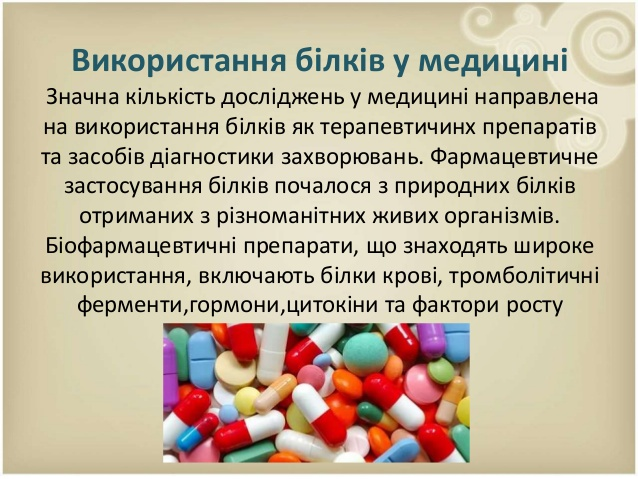 Використання білків у медицині
Значна кількість досліджень у медицині направлена
на використання білків як терапевтичинх препаратів
та засобів діагностики захворювань. Фармацевтичне
застосування білків почалося з природних білків
отриманих з різноманітних живих організмів.
Біофармацевтичні препарати, що знаходять широке
використання, включають білки крові, тромболітичні
ферменти,гормони,цитокіни та фактори росту